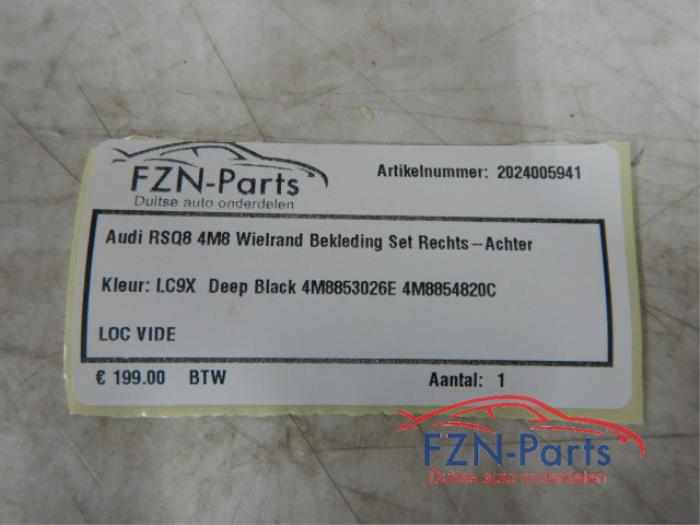 FZN-Parts
Duitse auto onderdelen
Artikelnummer: 2024005941
Audi RSQ8 4M8 Wielrand Bekleding Set Rechts-Achter
Kleur: LC9X Deep Black 4M8853026E 4M8854820C
LOC VIDE
€ 199.00 BTW Aantal: 1
FZN-Parts
Duitse auto onderdelen